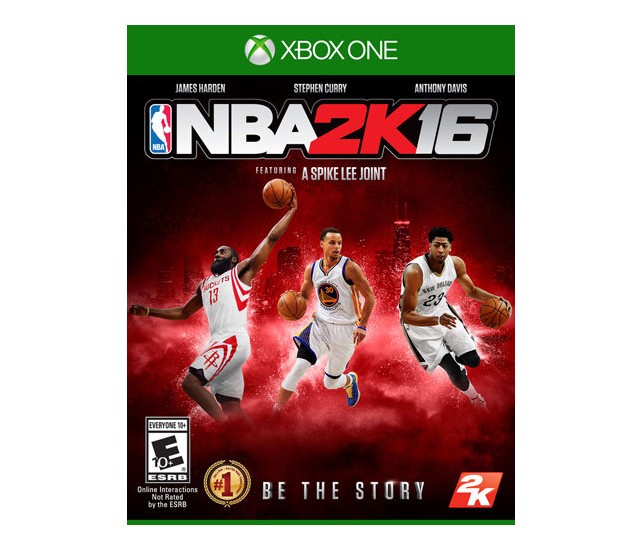 XBOX ONE
JAMES HARDEN STEPHEN CURRY ANTHONY DAVIS
NBA NBA2K16
FEATURING A SPIKE LEE JOINT
ROCKETS
13
30
NEW ORLEANS
23
EVERYONE 10+
E
10+
ESRB
Online Interactions
Not Rated
by the ESRB
#1
BE THE STORY
2K